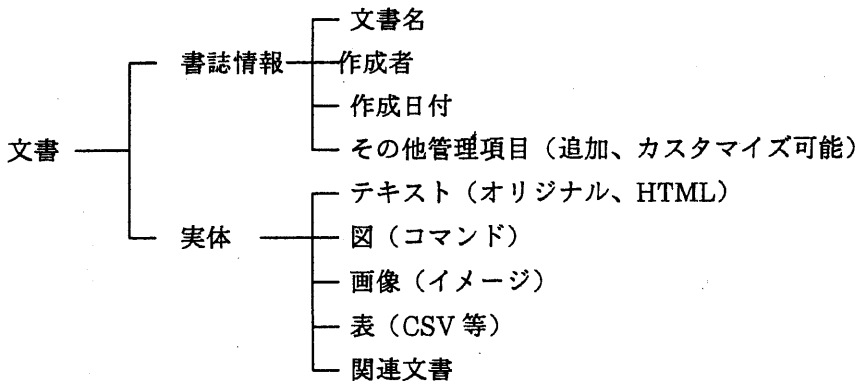 文書名
書誌情報
作成者
作成日付
文書
その他管理項目（追加、カスタマイズ可能）
テキスト（オリジナル、HTML）
実体
図（コマンド）
画像（イメージ）
表（CSV 等）
関連文書